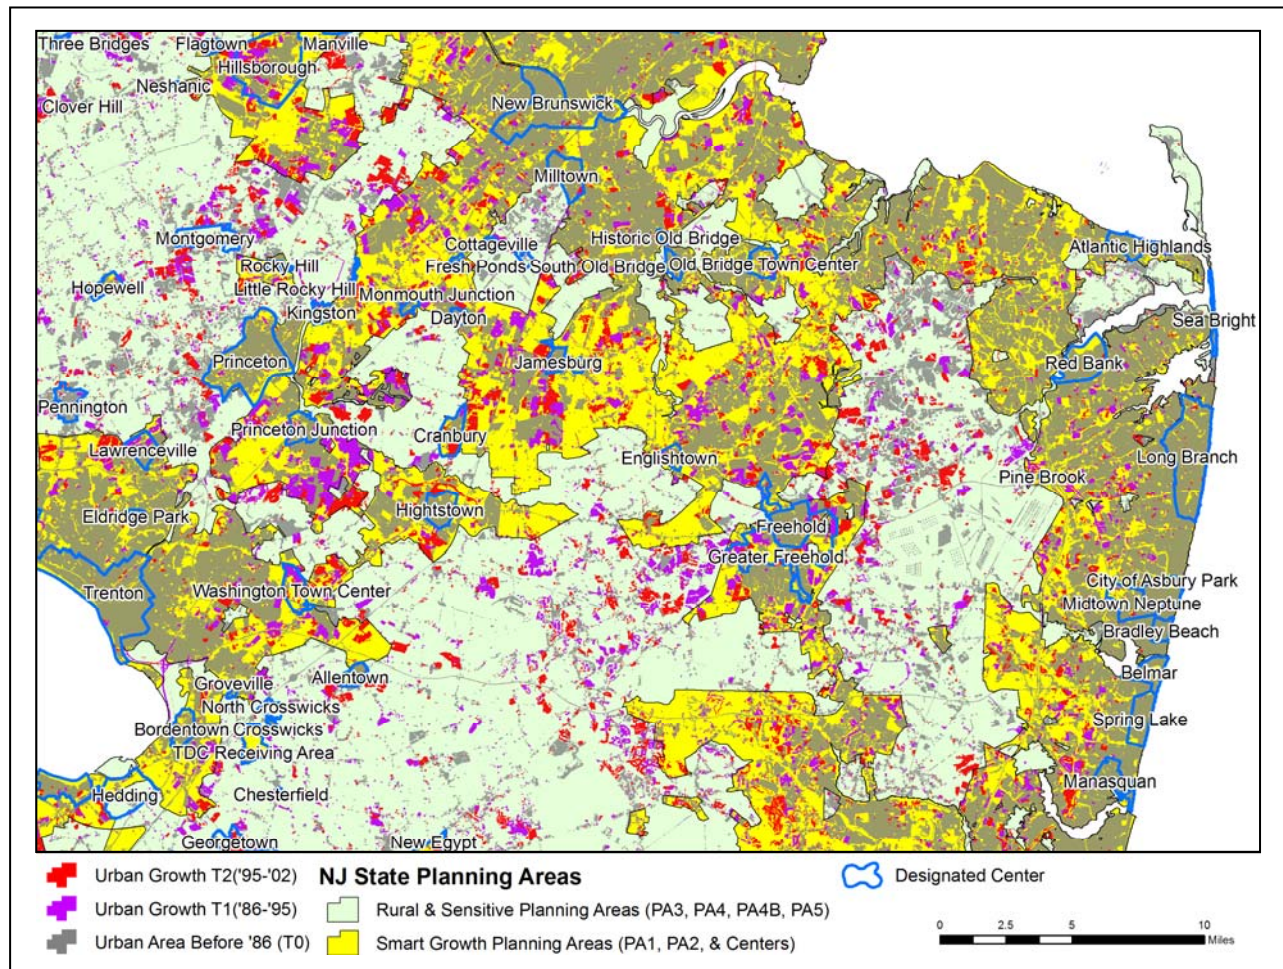 Three Bridges
Flagtown
Manville
Hillsborough
Neshanic
Clover Hill
New Brunswick
Milltown
Montgomery
Cottageville
Historic Old Bridge
Atlantic Highlands
Rocky Hill
Fresh Ponds
South Old Bridge
Old Bridge Town Center
Hopewell
Little Rocky Hill
Monmouth Junction
Kingston
Dayton
Sea Bright
Princeton
Jamesburg
Red Bank
Pennington
Princeton Junction
Cranbury
Lawrenceville
Englishtown
Long Branch
Pine Brook
Eldridge Park
Hightstown
Freehold
Greater Freehold
Trenton
Washington Town Center
City of Asbury Park
Midtown Neptune
Bradley Beach
Groveville
Allentown
Belmar
North Crosswicks
Bordentown
Crosswicks
Spring Lake
TDC Receiving Area
Hedding
Chesterfield
Manasquan
Georgetown
New Egypt
Urban Growth T2('95-'02)
NJ State Planning Areas
Designated Center
Urban Growth T1('86-'95)
Rural & Sensitive Planning Areas (PA3, PA4, PA4B, PA5)
Urban Area Before '86 (T0)
Smart Growth Planning Areas (PA1, PA2, & Centers)
0 2.5 5 10
Miles